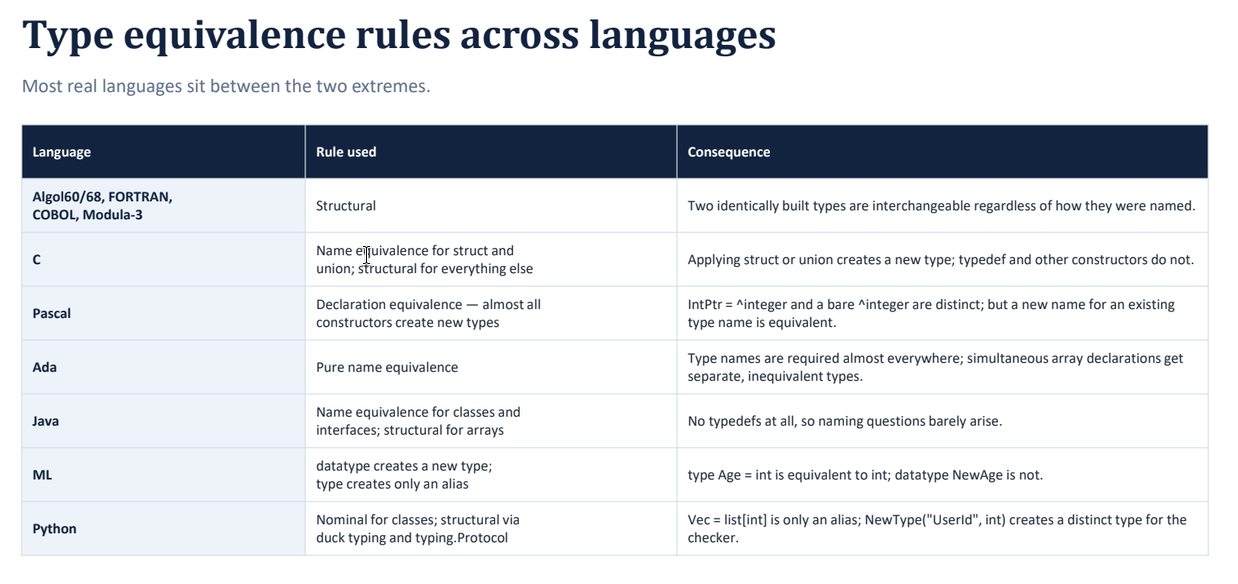 Type equivalence rules across languages
Most real languages sit between the two extremes.
Language
Rule used
Consequence
Algol60/68, FORTRAN,
COBOL, Modula-3
Structural
Two identically built types are interchangeable regardless of how they were named.
C
Name equivalence for struct and
union; structural for everything else
Applying struct or union creates a new type; typedef and other constructors do not.
Pascal
Declaration equivalence — almost all
constructors create new types
IntPtr = ^integer and a bare ^integer are distinct; but a new name for an existing
type name is equivalent.
Ada
Pure name equivalence
Type names are required almost everywhere; simultaneous array declarations get
separate, inequivalent types.
Java
Name equivalence for classes and
interfaces; structural for arrays
No typedefs at all, so naming questions barely arise.
ML
datatype creates a new type;
type creates only an alias
type Age = int is equivalent to int; datatype NewAge is not.
Python
Nominal for classes; structural via
duck typing and typing.Protocol
Vec = list[int] is only an alias; NewType("UserId", int) creates a distinct type for the
checker.